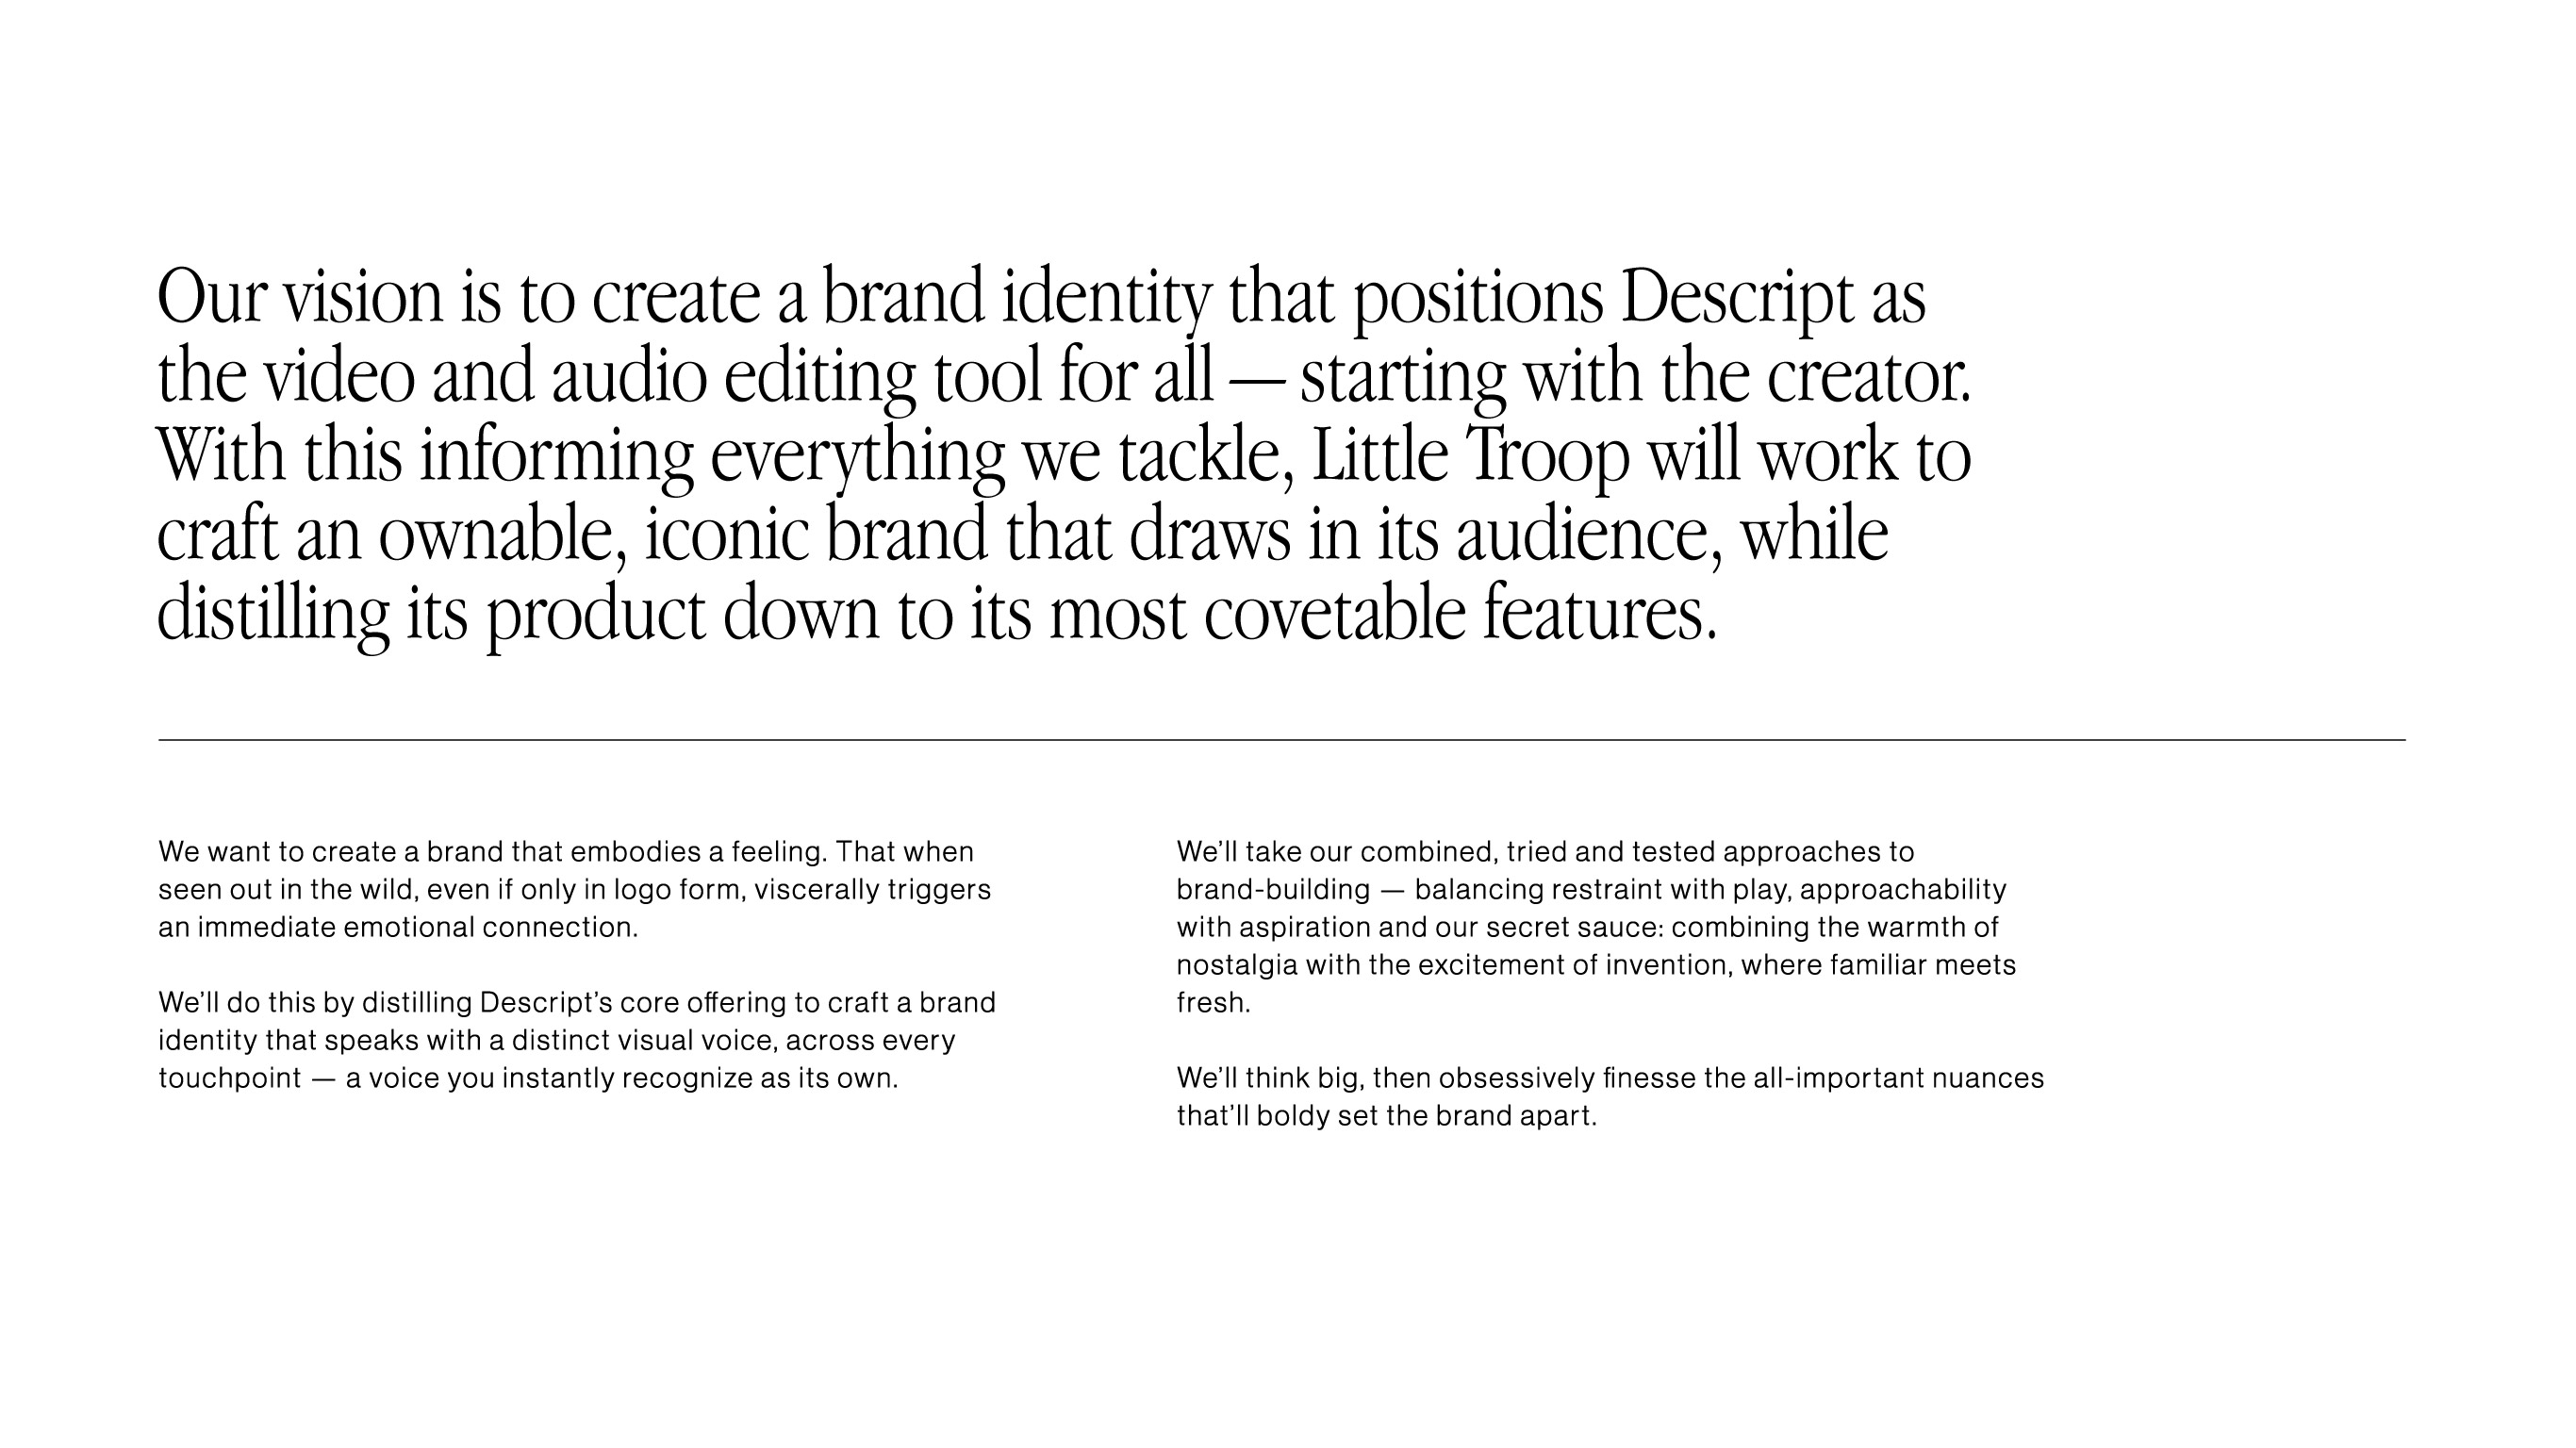 Our vision is to create a brand identity that positions Descript as
the video and audio editing tool for all — starting with the creator.
With this informing everything we tackle, Little Troop will work to
craft an ownable, iconic brand that draws in its audience, while
distilling its product down to its most covetable features.
We want to create a brand that embodies a feeling. That when
seen out in the wild, even if only in logo form, viscerally triggers
an immediate emotional connection.
We’ll do this by distilling Descript’s core offering to craft a brand
identity that speaks with a distinct visual voice, across every
touchpoint — a voice you instantly recognize as its own.
We’ll take our combined, tried and tested approaches to
brand-building — balancing restraint with play, approachability
with aspiration and our secret sauce: combining the warmth of
nostalgia with the excitement of invention, where familiar meets
fresh.
We’ll think big, then obsessively finesse the all-important nuances
that’ll boldy set the brand apart.